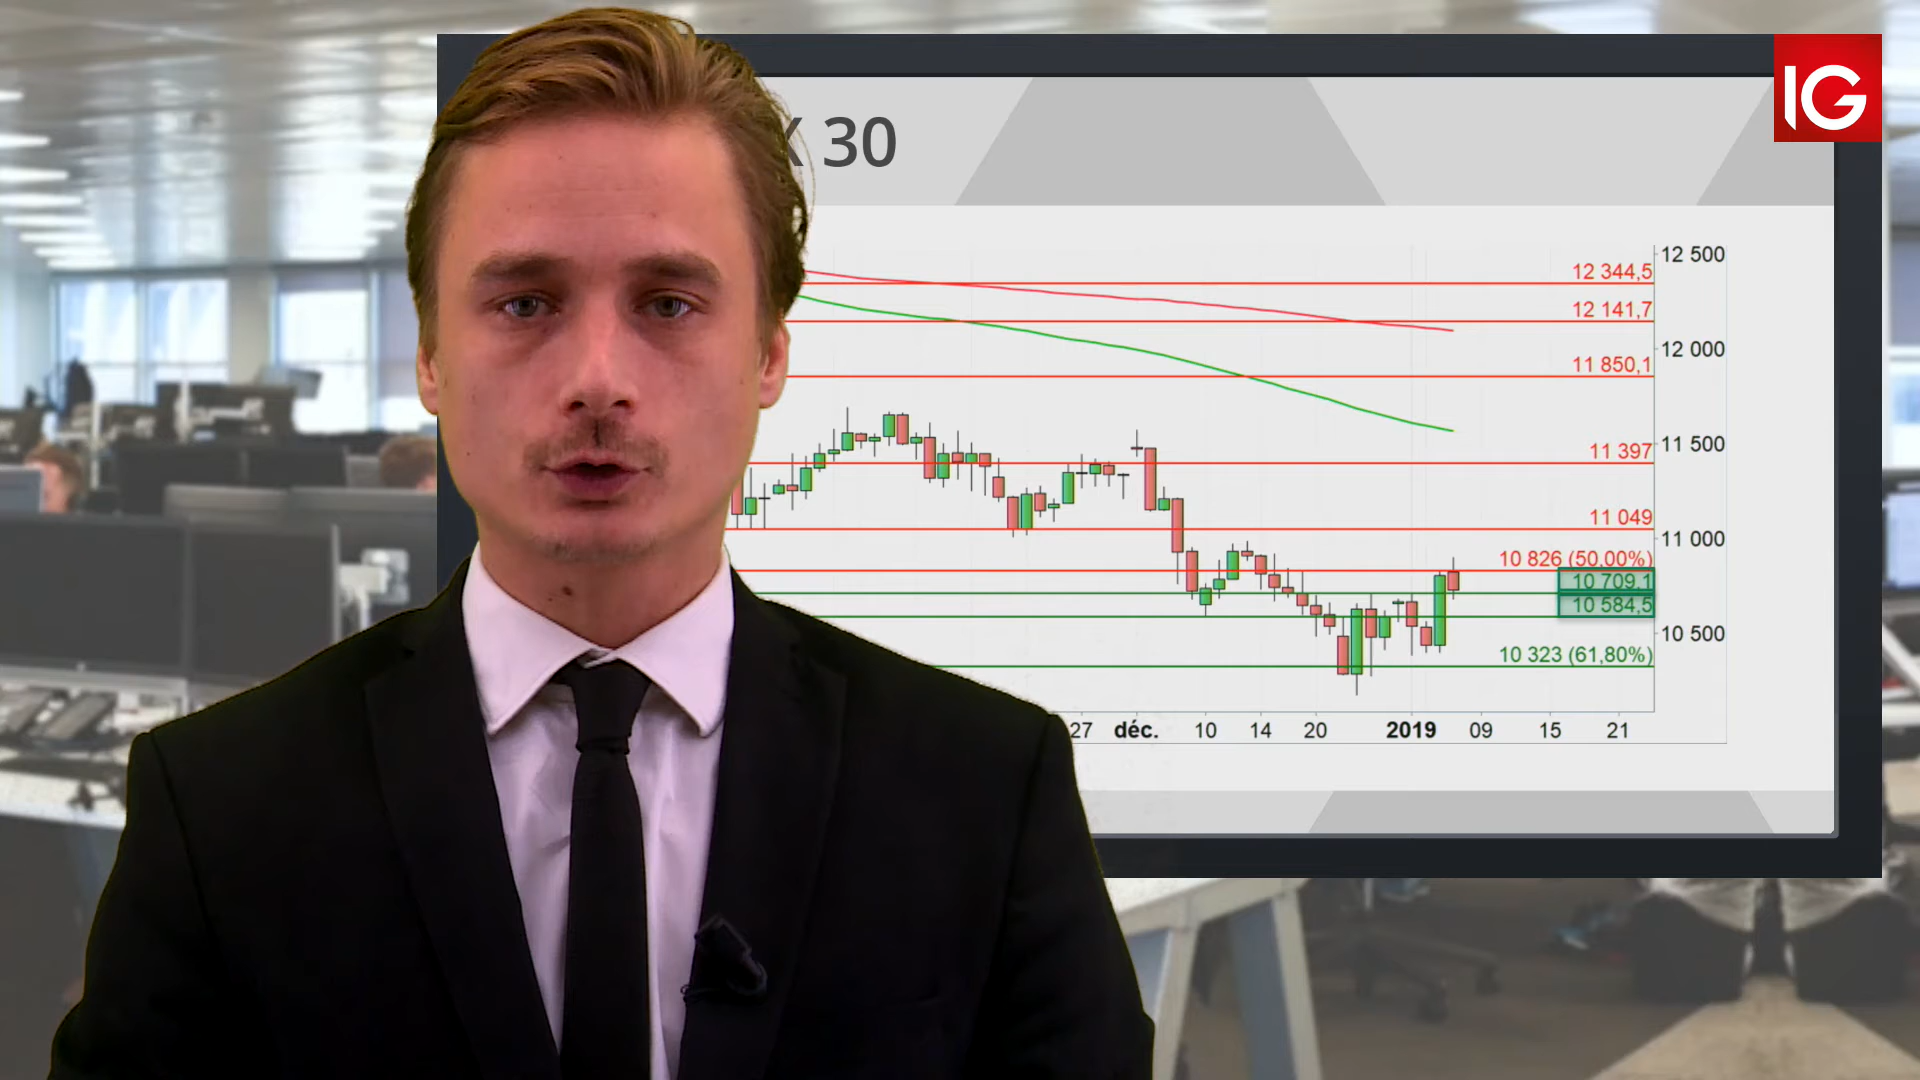 IG
X 30
12 500
12 344,5
12 141,7
12 000
11 850,1
11 500
11 397
11 049
11 000
10 826 (50,00%)
10 709,1
10 584,5
10 500
10 323 (61,80%)
27 déc. 10 14 20 2019 09 15 21